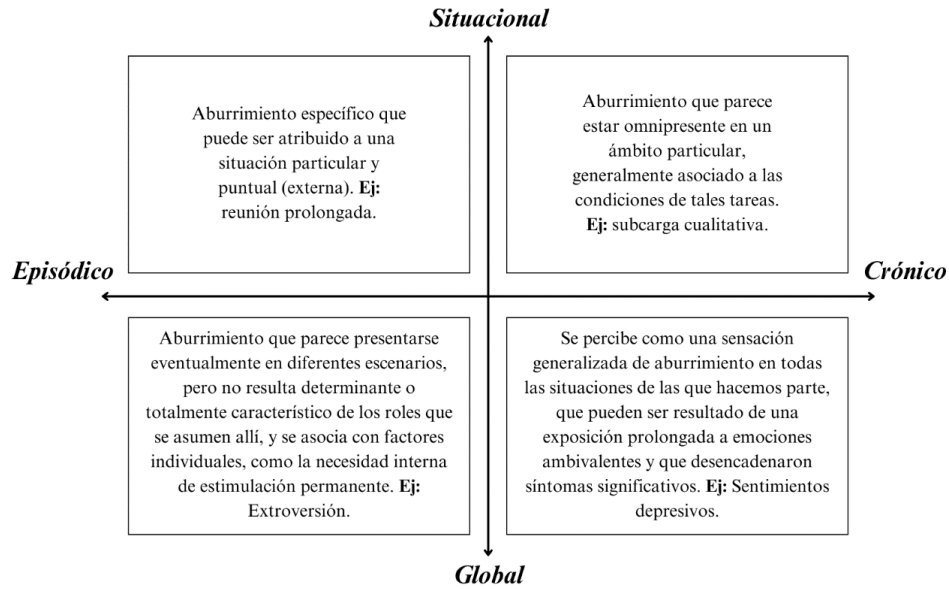 Situacional
Aburrimiento específico que
puede ser atribuido a una
situación particular y
puntual (externa). Ej:
reunión prolongada.
Aburrimiento que parece
estar omnipresente en un
ámbito particular,
generalmente asociado a las
condiciones de tales tareas.
Ej: subcarga cualitativa.
Episódico
Crónico
Aburrimiento que parece presentarse
eventualmente en diferentes escenarios,
pero no resulta determinante o
totalmente característico de los roles que
se asumen allí, y se asocia con factores
individuales, como la necesidad interna
de estimulación permanente. Ej:
Extroversión.
Se percibe como una sensación
generalizada de aburrimiento en todas
las situaciones de las que hacemos parte,
que pueden ser resultado de una
exposición prolongada a emociones
ambivalentes y que desencadenaron
síntomas significativos. Ej: Sentimientos
depresivos.
Global